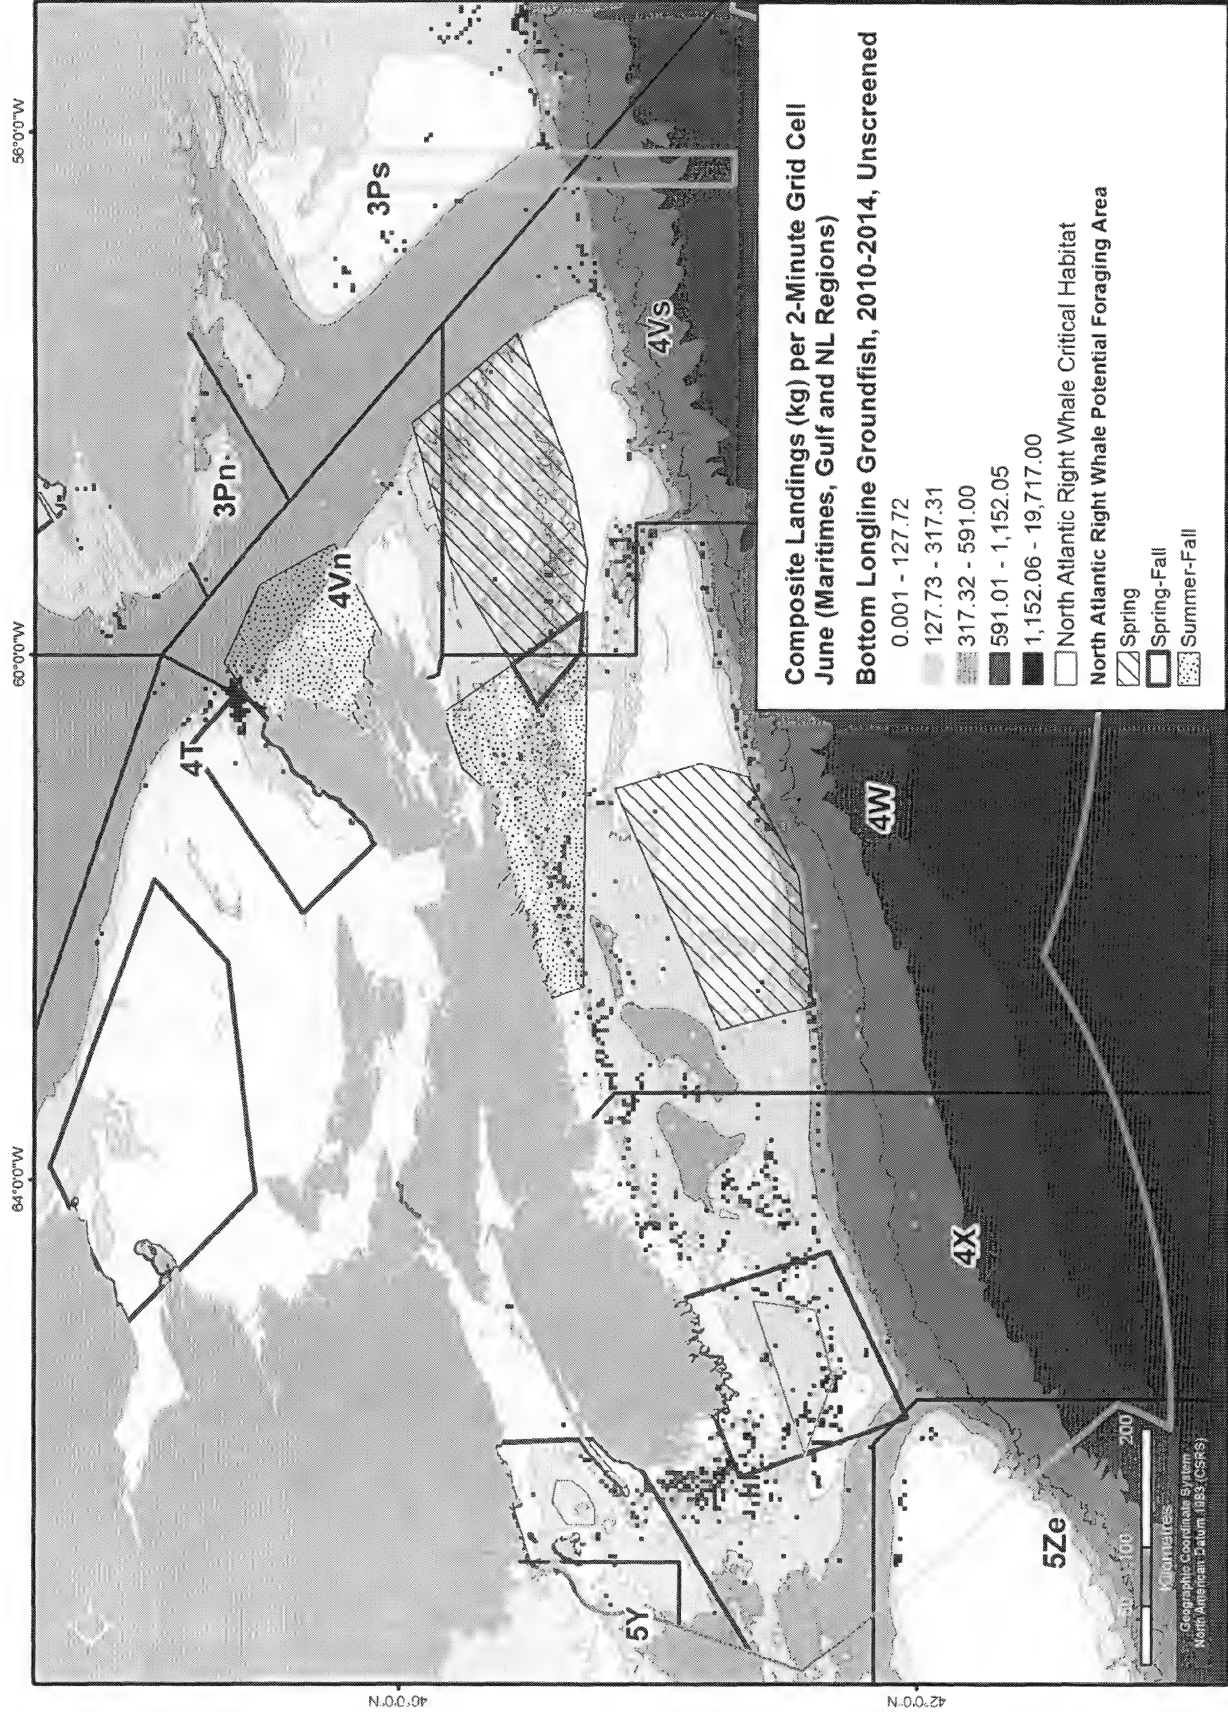 56°0'0"W
60°0'0"W
64°0'0"W
46°0'0"N
42°0'0"N
3Ps
3Pn
4Vn
4Vs
4T
4W
4X
5Y
5Ze
Composite Landings (kg) per 2-Minute Grid Cell
June (Maritimes, Gulf and NL Regions)
Bottom Longline Groundfish, 2010-2014, Unscreened
0.001 - 127.72
127.73 - 317.31
317.32 - 591.00
591.01 - 1,152.05
1,152.06 - 19,717.00
North Atlantic Right Whale Critical Habitat
North Atlantic Right Whale Potential Foraging Area
Spring
Spring-Fall
Summer-Fall
50 100 200
Kilometres
Geographic Coordinate System
North American Datum 1983 (CSRS)